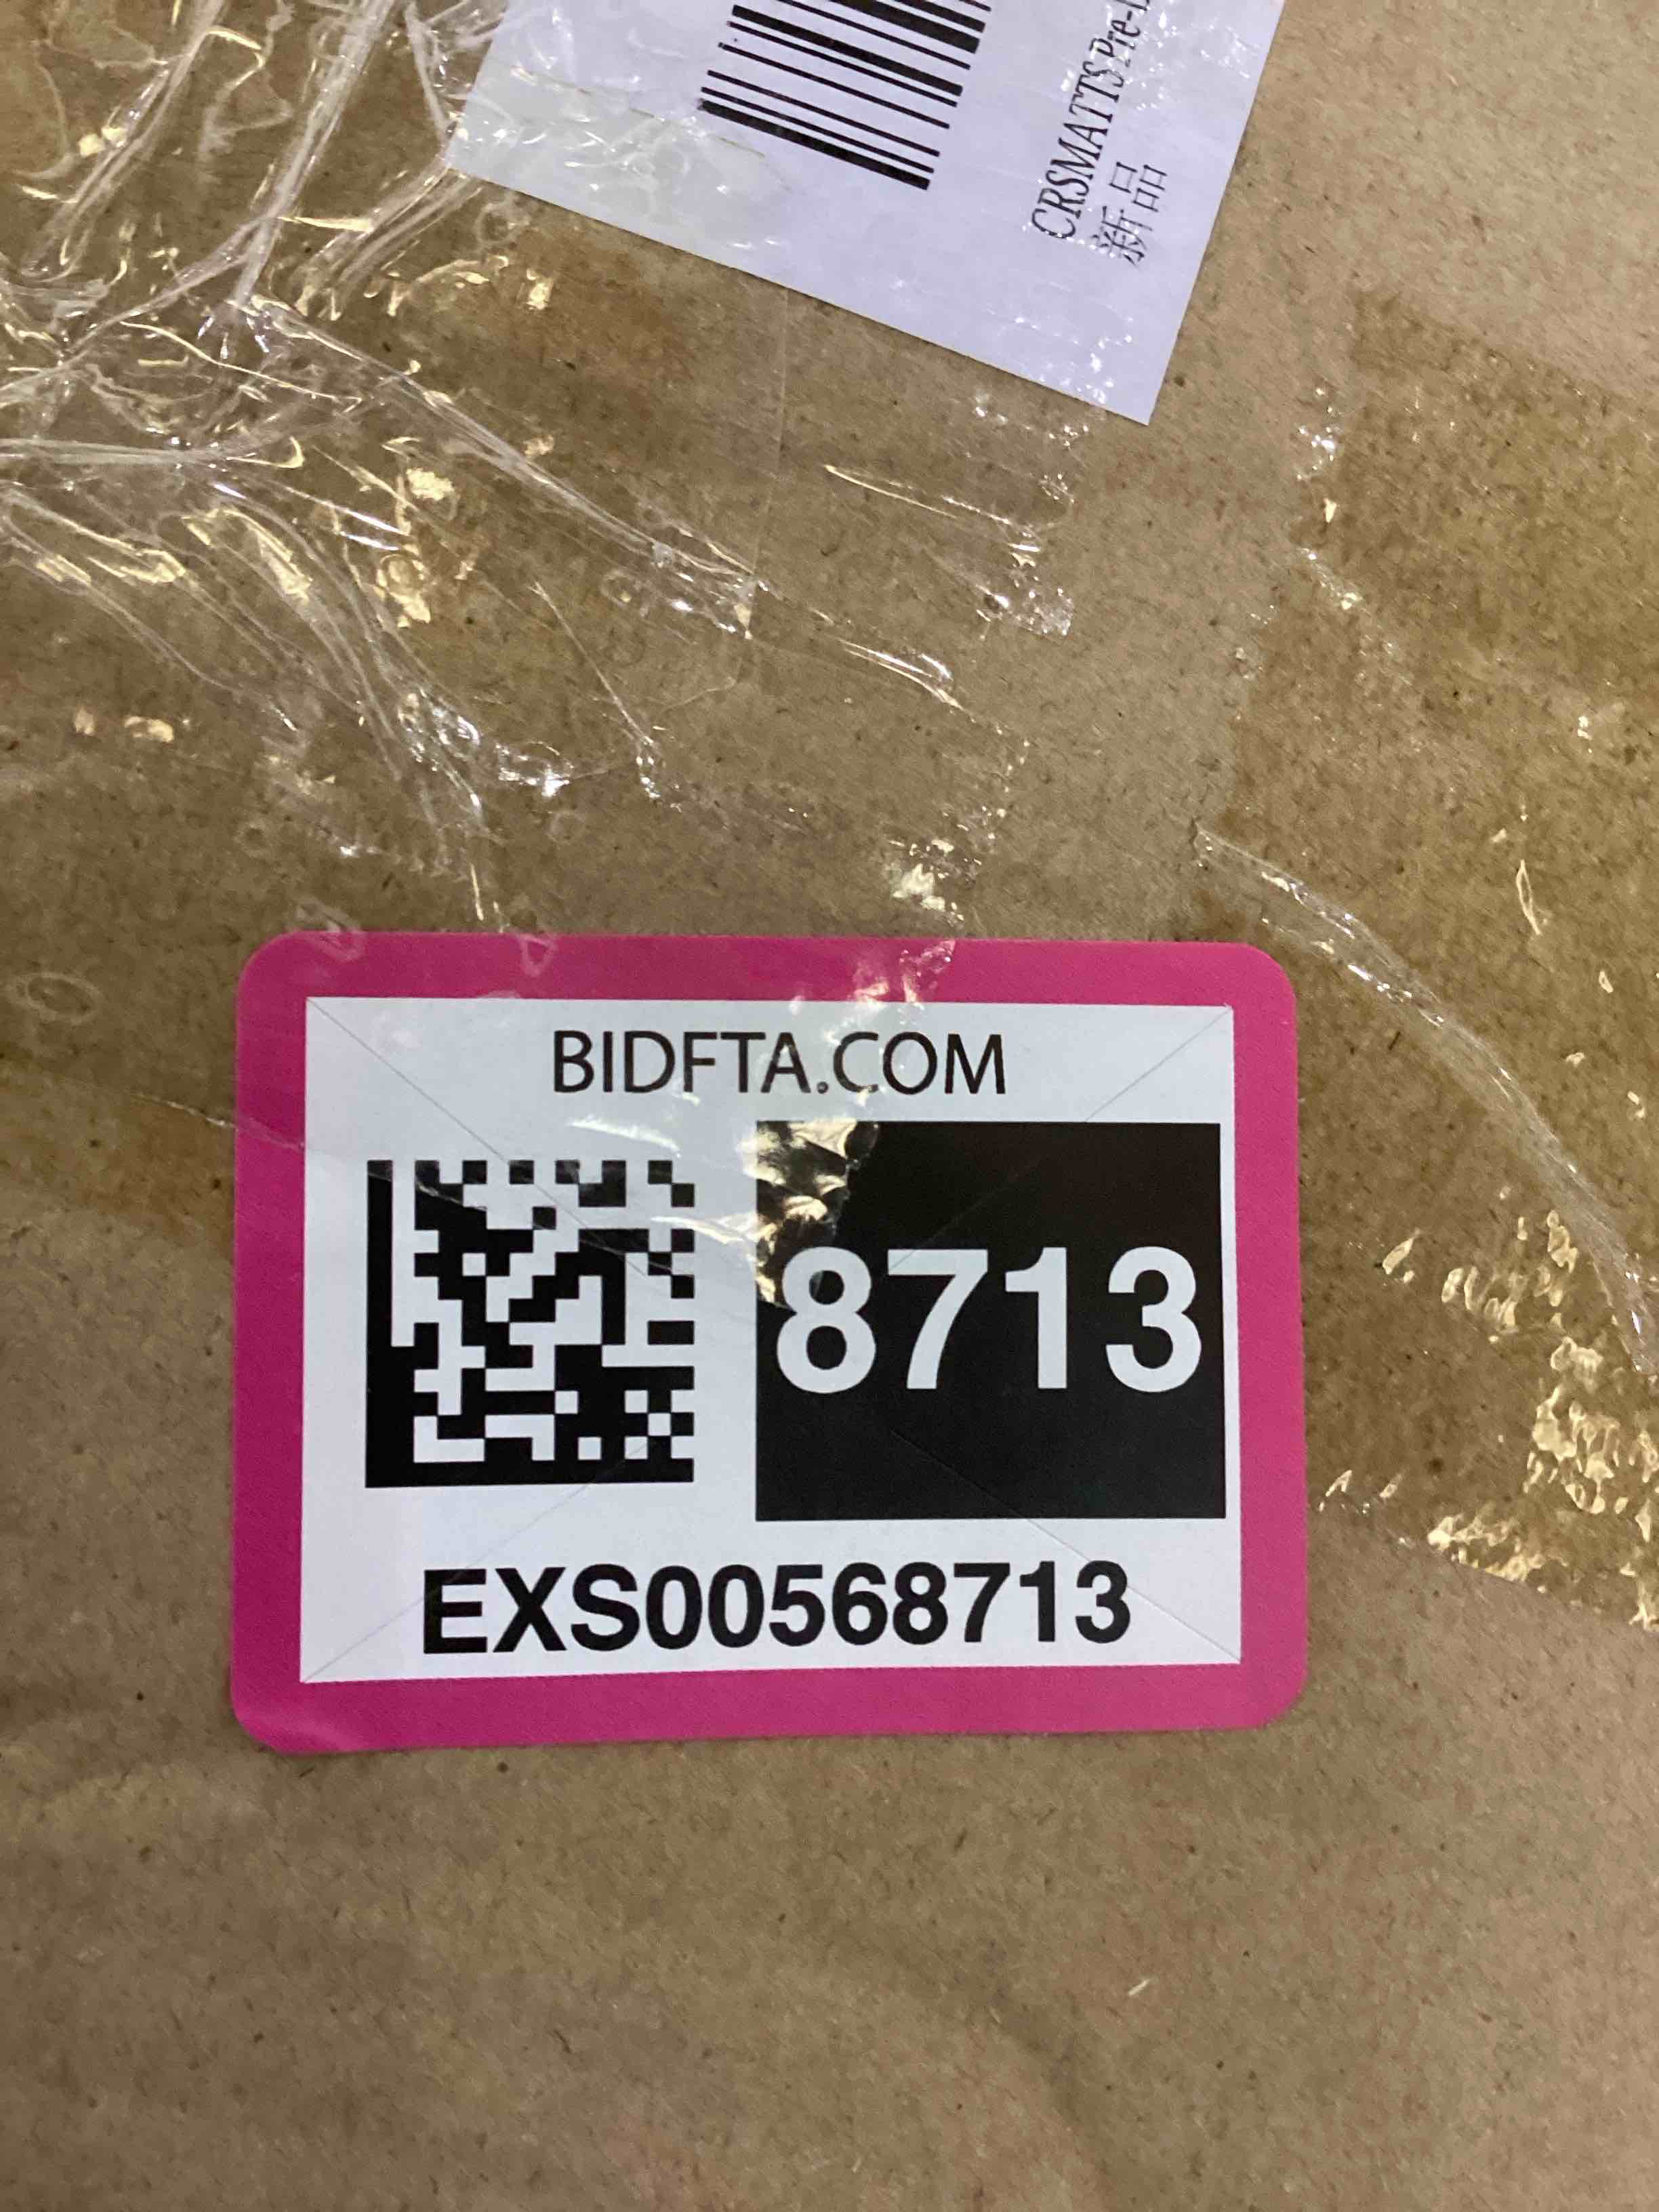 CRSMATTS Pre-
新品
BIDFTA.COM
8713
EXS00568713